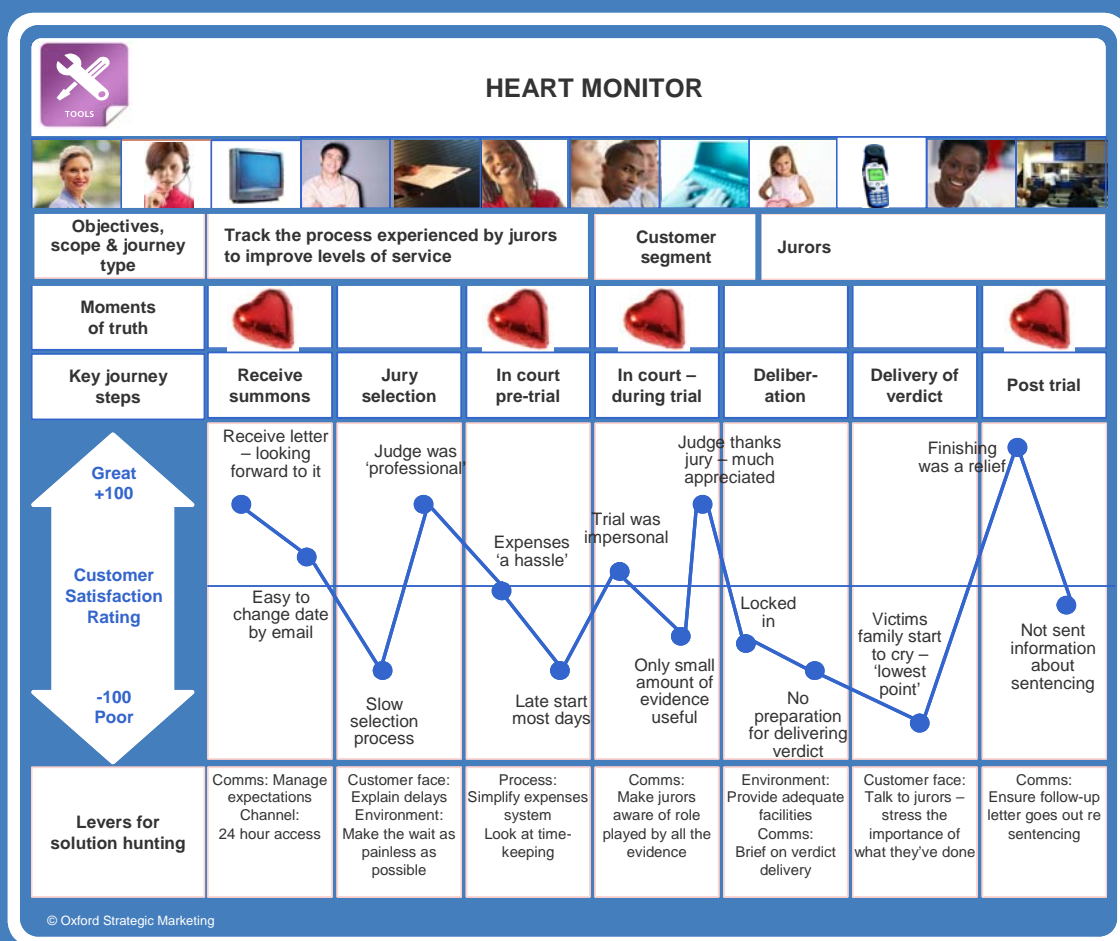 TOOLS
HEART MONITOR
Objectives,
scope & journey
type
Track the process experienced by jurors
to improve levels of service
Customer
segment
Jurors
Moments
of truth
Key journey
steps
Receive
summons
Jury
selection
In court
pre-trial
In court –
during trial
Deliber-
ation
Delivery of
verdict
Post trial
Great
+100
Customer
Satisfaction
Rating
-100
Poor
Receive letter
– looking
forward to it
Easy to
change date
by email
Judge was
‘professional’
Slow
selection
process
Expenses
‘a hassle’
Late start
most days
Trial was
impersonal
Only small
amount of
evidence
useful
Judge thanks
jury – much
appreciated
Locked
in
No
preparation
for delivering
verdict
Victims
family start
to cry –
‘lowest
point’
Finishing
was a relief
Not sent
information
about
sentencing
Levers for
solution hunting
Comms: Manage
expectations
Channel:
24 hour access
Customer face:
Explain delays
Environment:
Make the wait as
painless as
possible
Process:
Simplify expenses
system
Look at time-
keeping
Comms:
Make jurors
aware of role
played by all the
evidence
Environment:
Provide adequate
facilities
Comms:
Brief on verdict
delivery
Customer face:
Talk to jurors –
stress the
importance of
what they’ve done
Comms:
Ensure follow-up
letter goes out re
sentencing
© Oxford Strategic Marketing